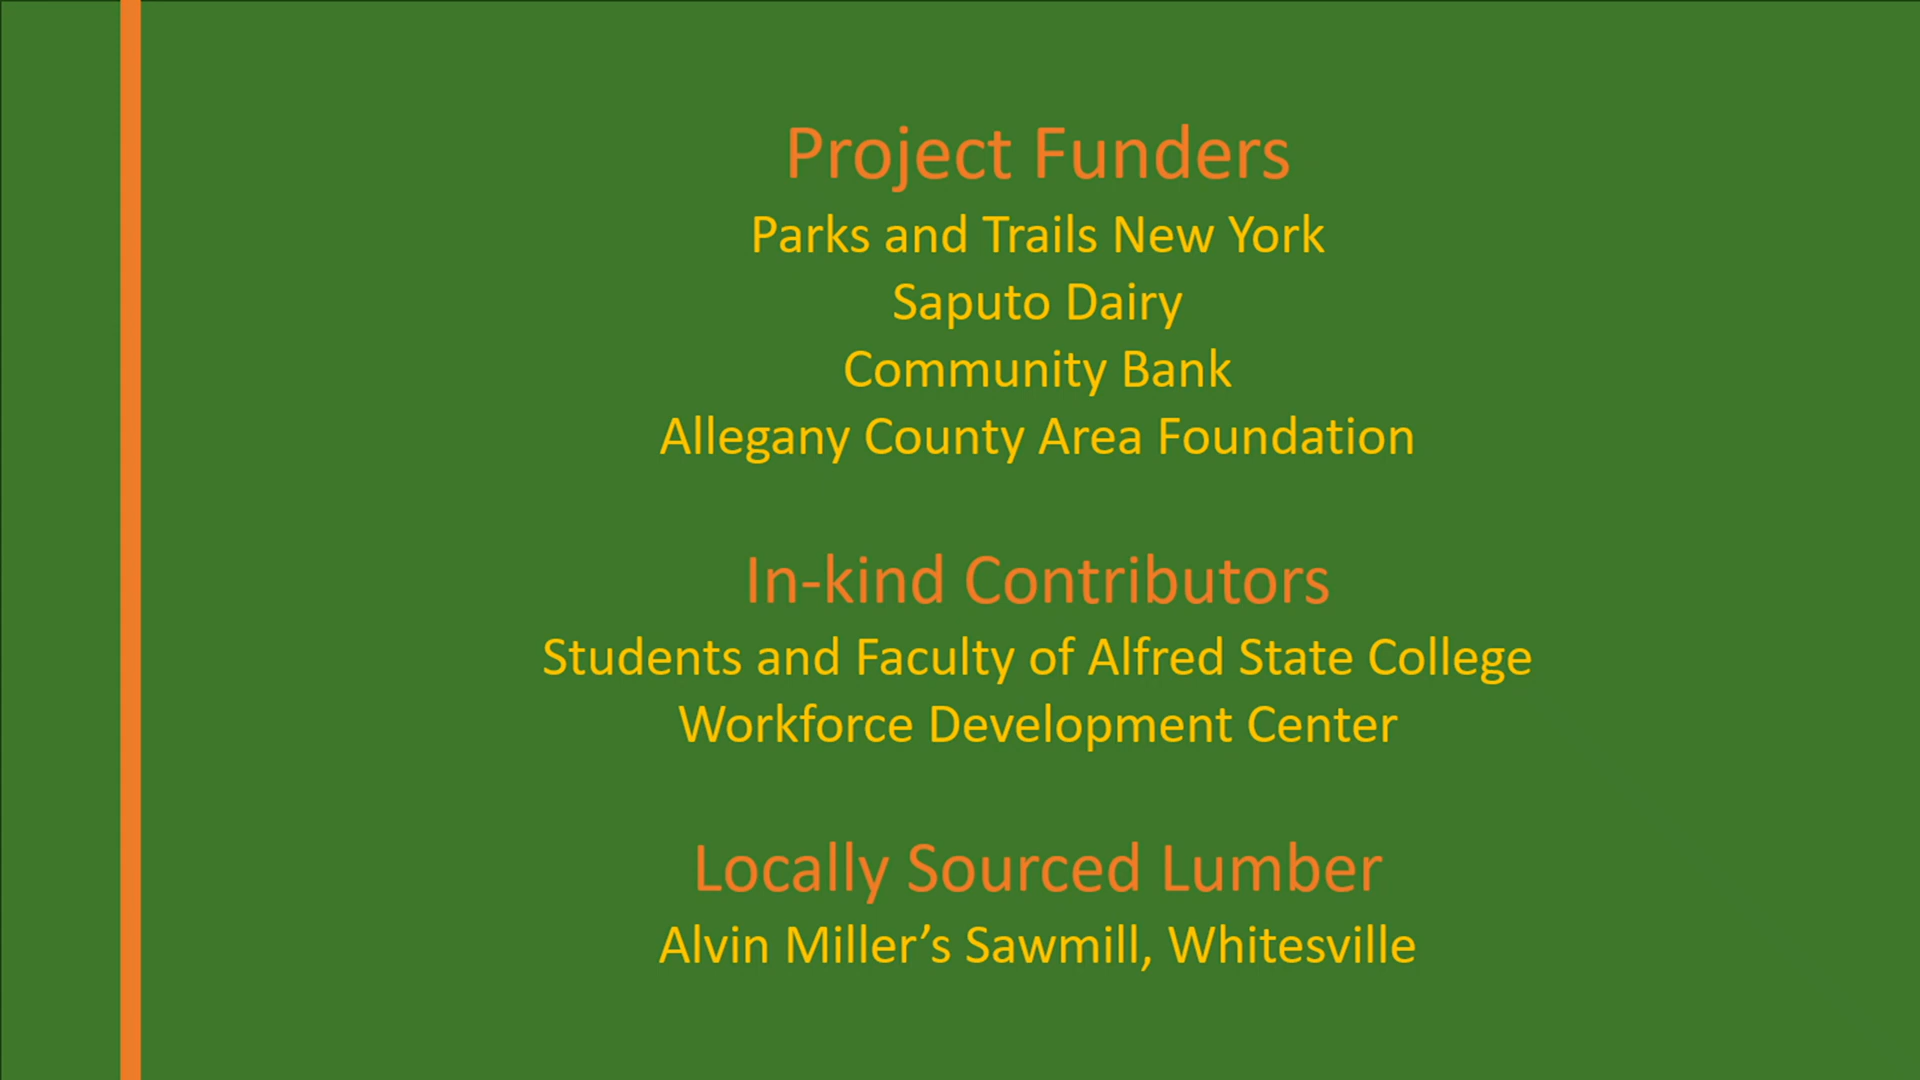 Project Funders
Parks and Trails New York
Saputo Dairy
Community Bank
Allegany County Area Foundation
In-kind Contributors
Students and Faculty of Alfred State College
Workforce Development Center
Locally Sourced Lumber
Alvin Miller’s Sawmill, Whitesville